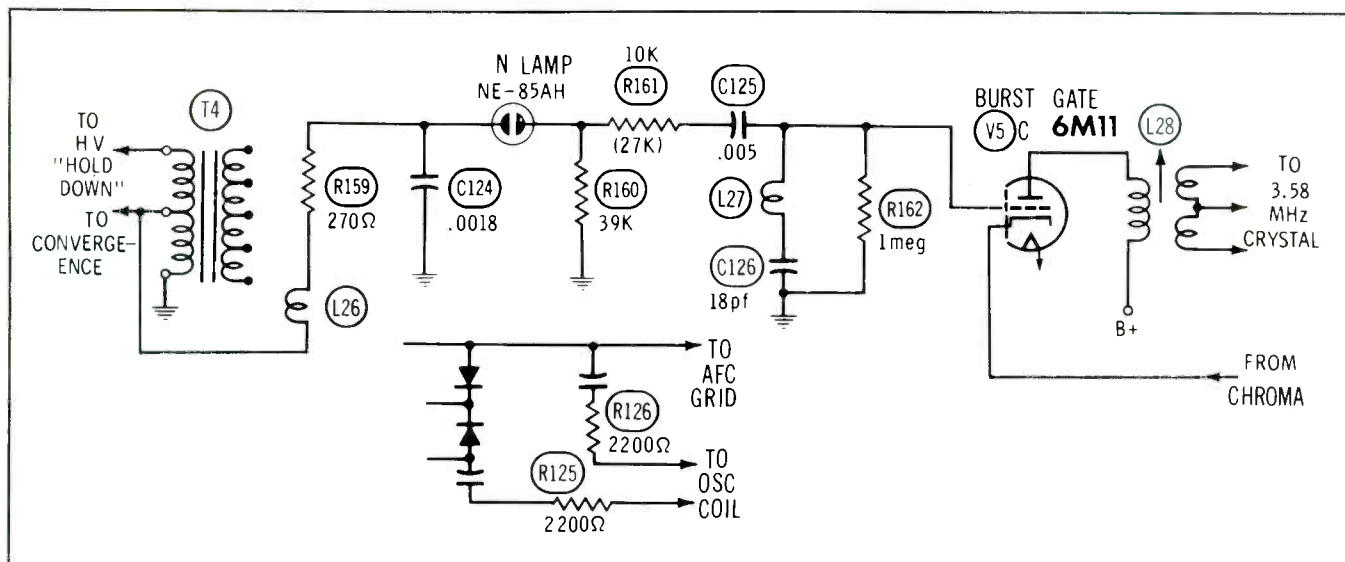 TO
HV
"HOLD
DOWN"
TO
CONVERGE-
ENCE
T4
R159
270Ω
L26
C124
.0018
N LAMP
NE-85AH
R160
39K
10K
R161
(27K)
C125
.005
L27
C126
18pf
R162
1meg
BURST GATE
V5 C 6M11
L28
B+
TO
3.58
MHz
CRYSTAL
FROM
CHROMA
TO
AFC
GRID
R126
2200Ω
TO
OSC
COIL
R125
2200Ω